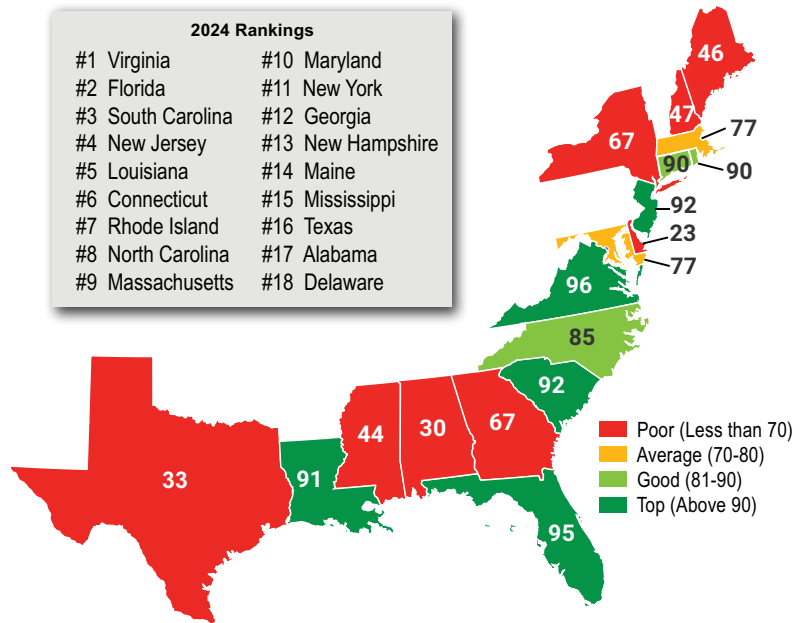 2024 Rankings
#1 Virginia
#2 Florida
#3 South Carolina
#4 New Jersey
#5 Louisiana
#6 Connecticut
#7 Rhode Island
#8 North Carolina
#9 Massachusetts
#10 Maryland
#11 New York
#12 Georgia
#13 New Hampshire
#14 Maine
#15 Mississippi
#16 Texas
#17 Alabama
#18 Delaware
46
47
77
67
90
90
92
23
77
96
85
92
67
30
44
91
33
95
Poor (Less than 70)
Average (70-80)
Good (81-90)
Top (Above 90)